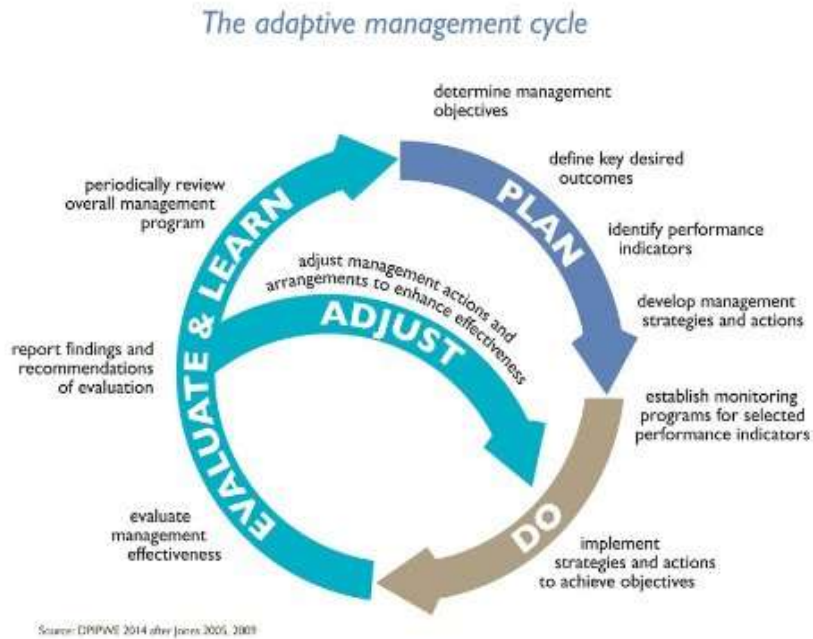 The adaptive management cycle
determine management
objectives
define key desired
outcomes
identify performance
indicators
develop management
strategies and actions
establish monitoring
programs for selected
performance indicators
implement
strategies and actions
to achieve objectives
evaluate
management
effectiveness
report findings and
recommendations
of evaluation
periodically review
overall management
program
adjust management actions and
arrangements to enhance effectiveness
PLAN
DO
EVALUATE & LEARN
ADJUST
Source: DPIPWE 2014 after Jones 2005, 2009